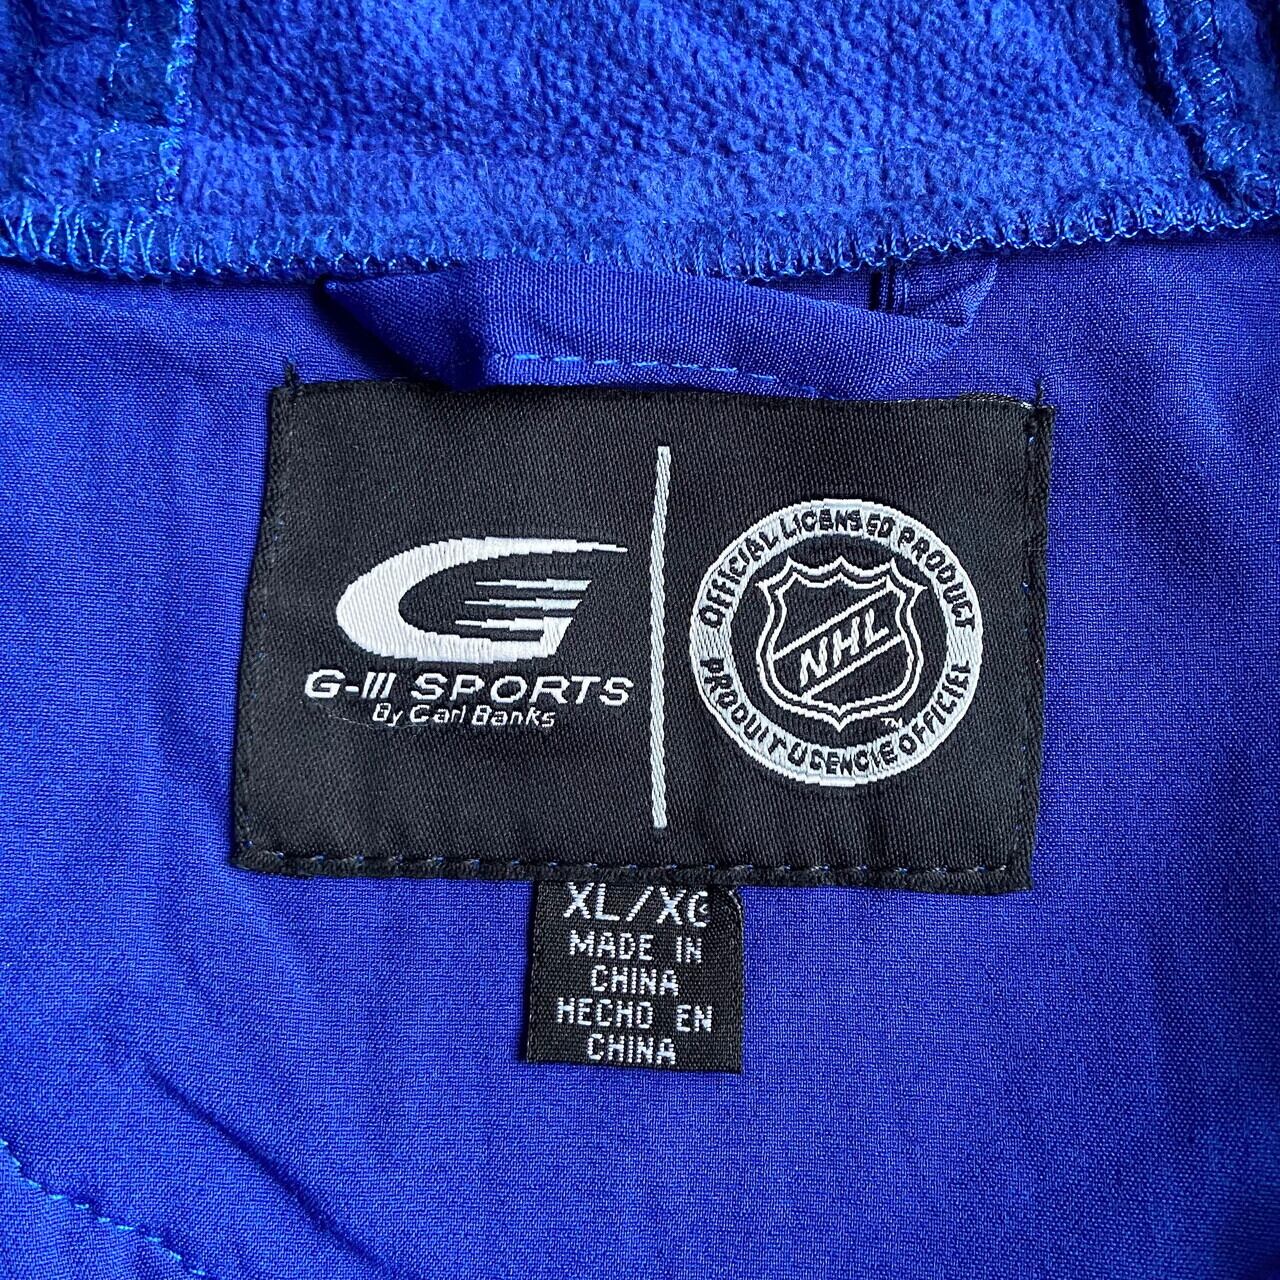 G-III SPORTS
By Carl Banks
OFFICIAL LICENSED PRODUCT
NHL
TM
PRODUIT LICENCIE OFFICIEL
XL/XG
MADE IN
CHINA
HECHO EN
CHINA